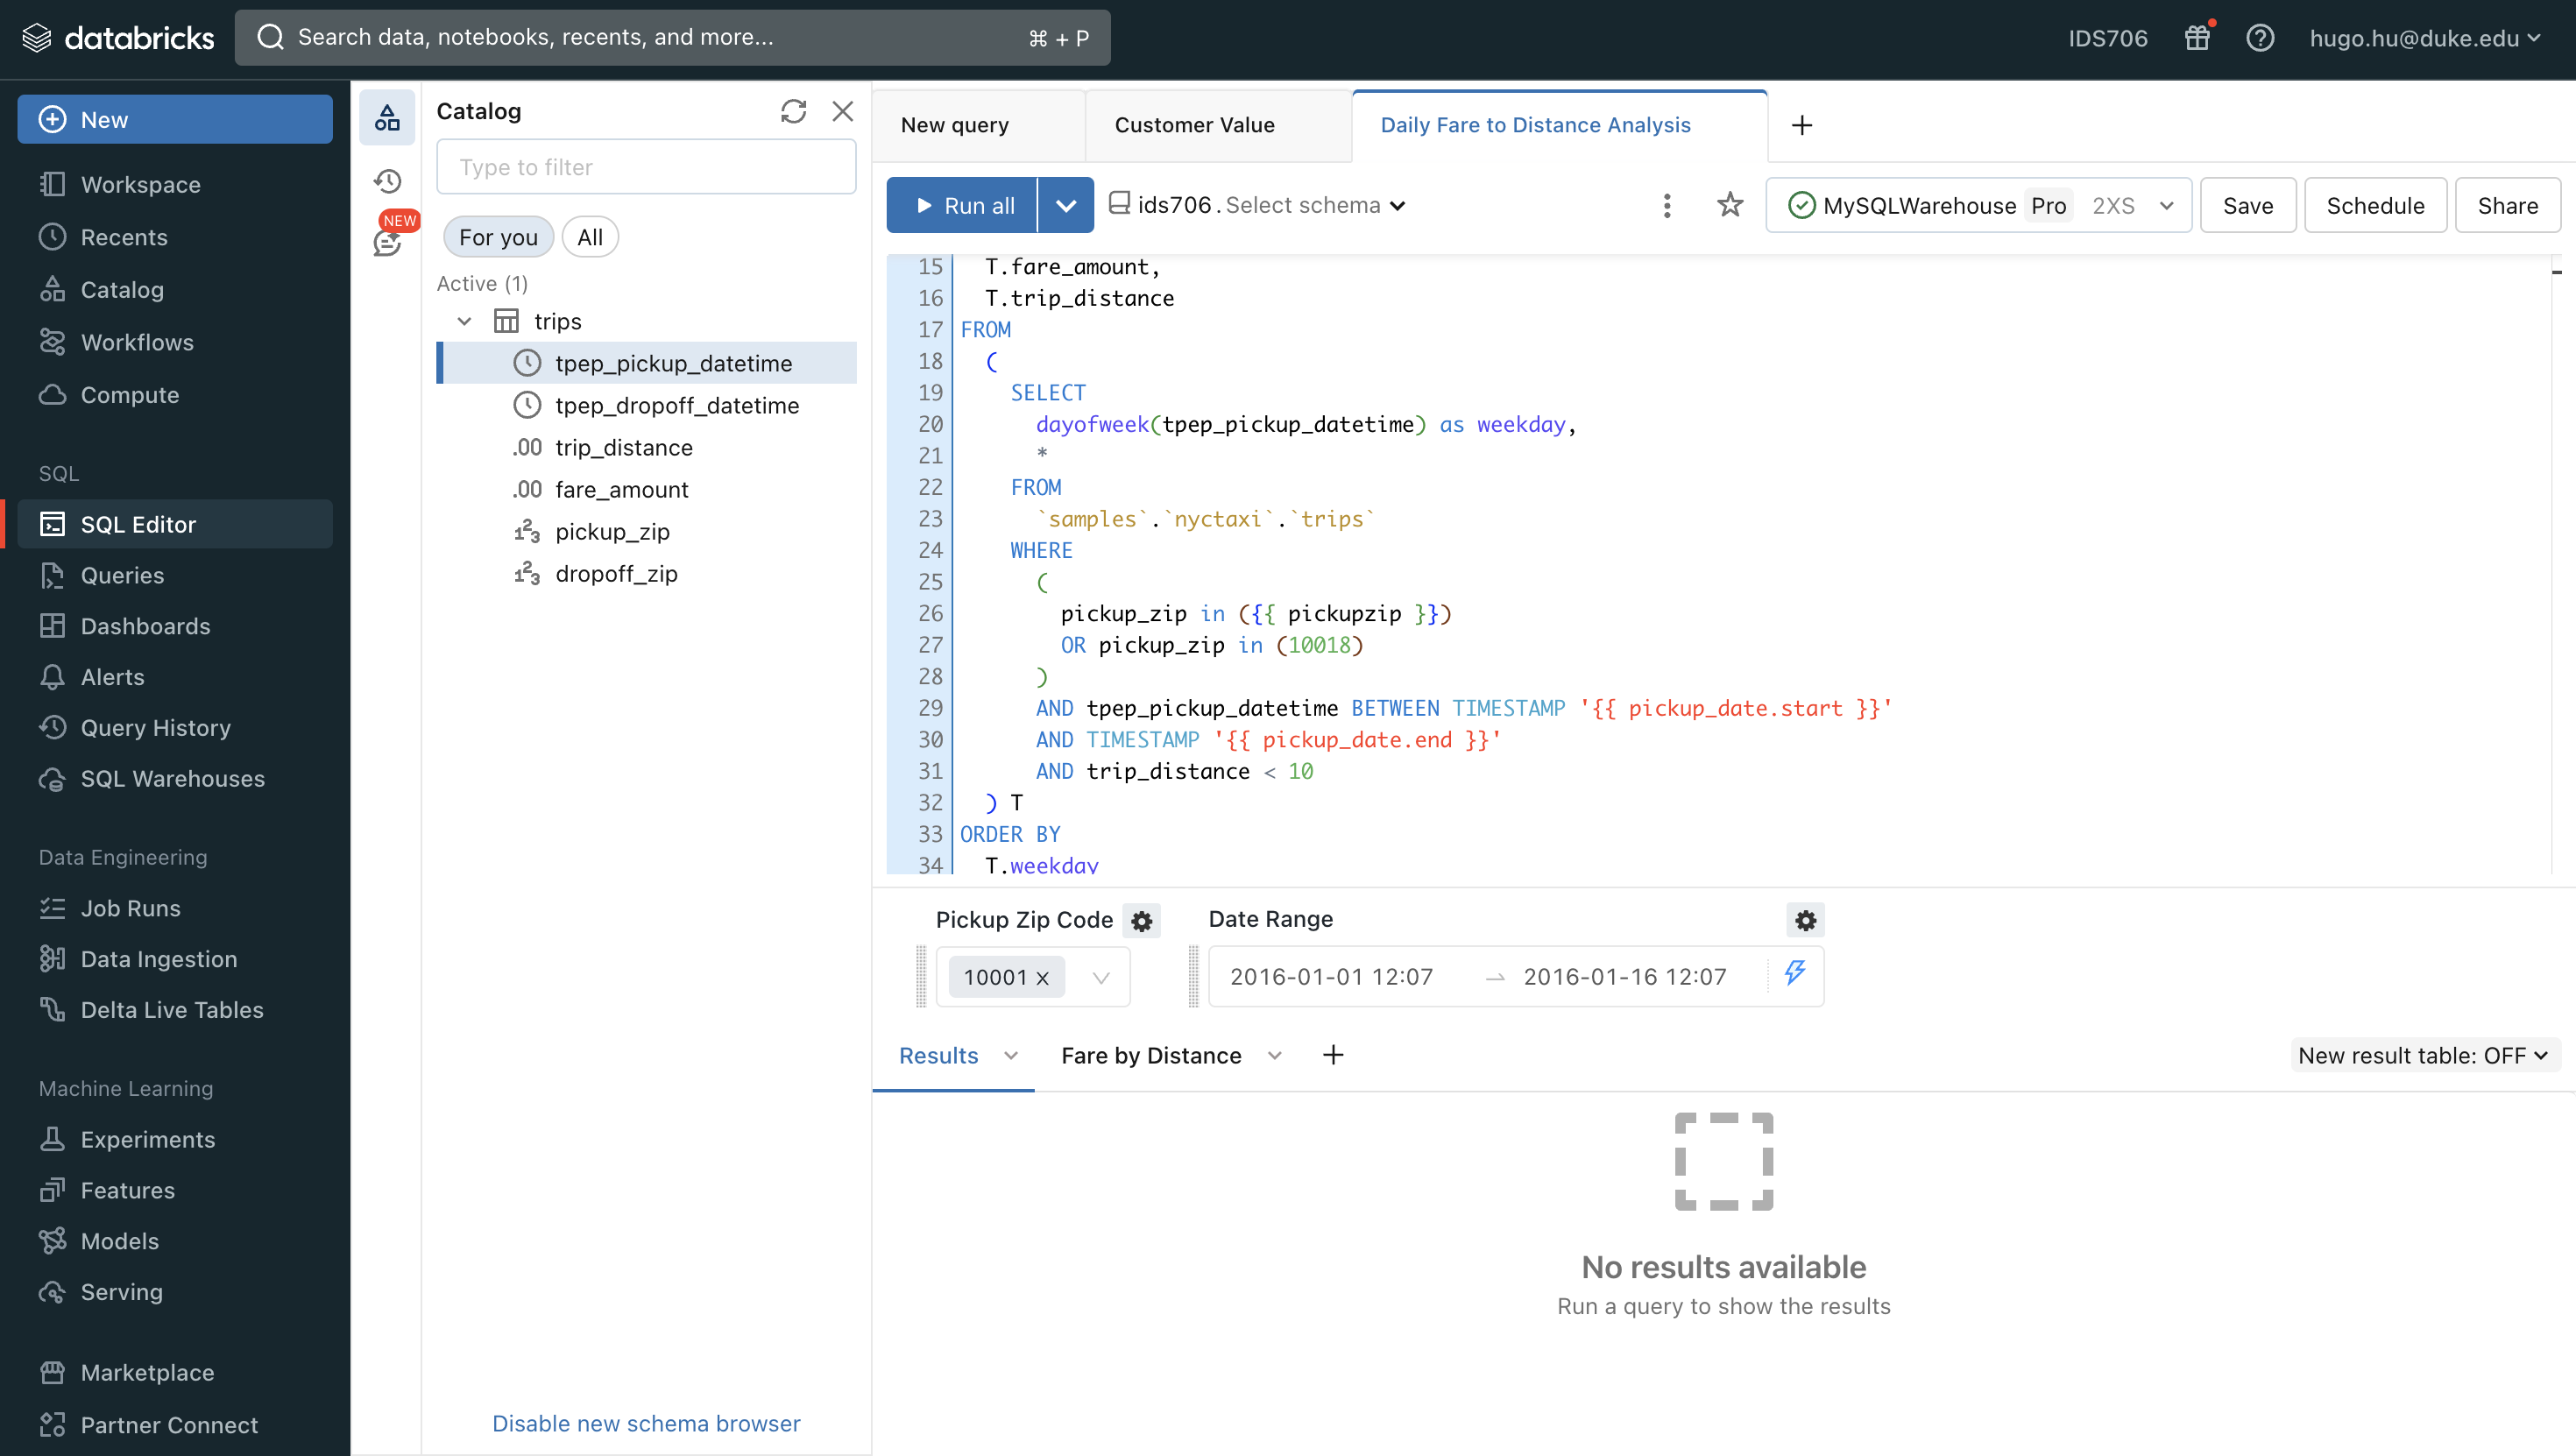 databricks
Search data, notebooks, recents, and more...
⌘ + P
IDS706
hugo.hu@duke.edu
New
Workspace
Recents
Catalog
Workflows
Compute
SQL
SQL Editor
Queries
Dashboards
Alerts
Query History
SQL Warehouses
Data Engineering
Job Runs
Data Ingestion
Delta Live Tables
Machine Learning
Experiments
Features
Models
Serving
Marketplace
Partner Connect
NEW
Catalog
Type to filter
For you
All
Active (1)
trips
tpep_pickup_datetime
tpep_dropoff_datetime
.00 trip_distance
.00 fare_amount
123 pickup_zip
123 dropoff_zip
Disable new schema browser
New query
Customer Value
Daily Fare to Distance Analysis
Run all
ids706.Select schema
MySQLWarehouse Pro 2XS
Save
Schedule
Share
15 T.fare_amount,
16 T.trip_distance
17 FROM
18 (
19 SELECT
20 dayofweek(tpep_pickup_datetime) as weekday,
21 *
22 FROM
23 `samples`.`nyctaxi`.`trips`
24 WHERE
25 (
26 pickup_zip in ({{ pickupzip }})
27 OR pickup_zip in (10018)
28 )
29 AND tpep_pickup_datetime BETWEEN TIMESTAMP '{{ pickup_date.start }}'
30 AND TIMESTAMP '{{ pickup_date.end }}'
31 AND trip_distance < 10
32 ) T
33 ORDER BY
34 T.weekday
Pickup Zip Code
Date Range
10001 x
2016-01-01 12:07 → 2016-01-16 12:07
Results
Fare by Distance
New result table: OFF
No results available
Run a query to show the results